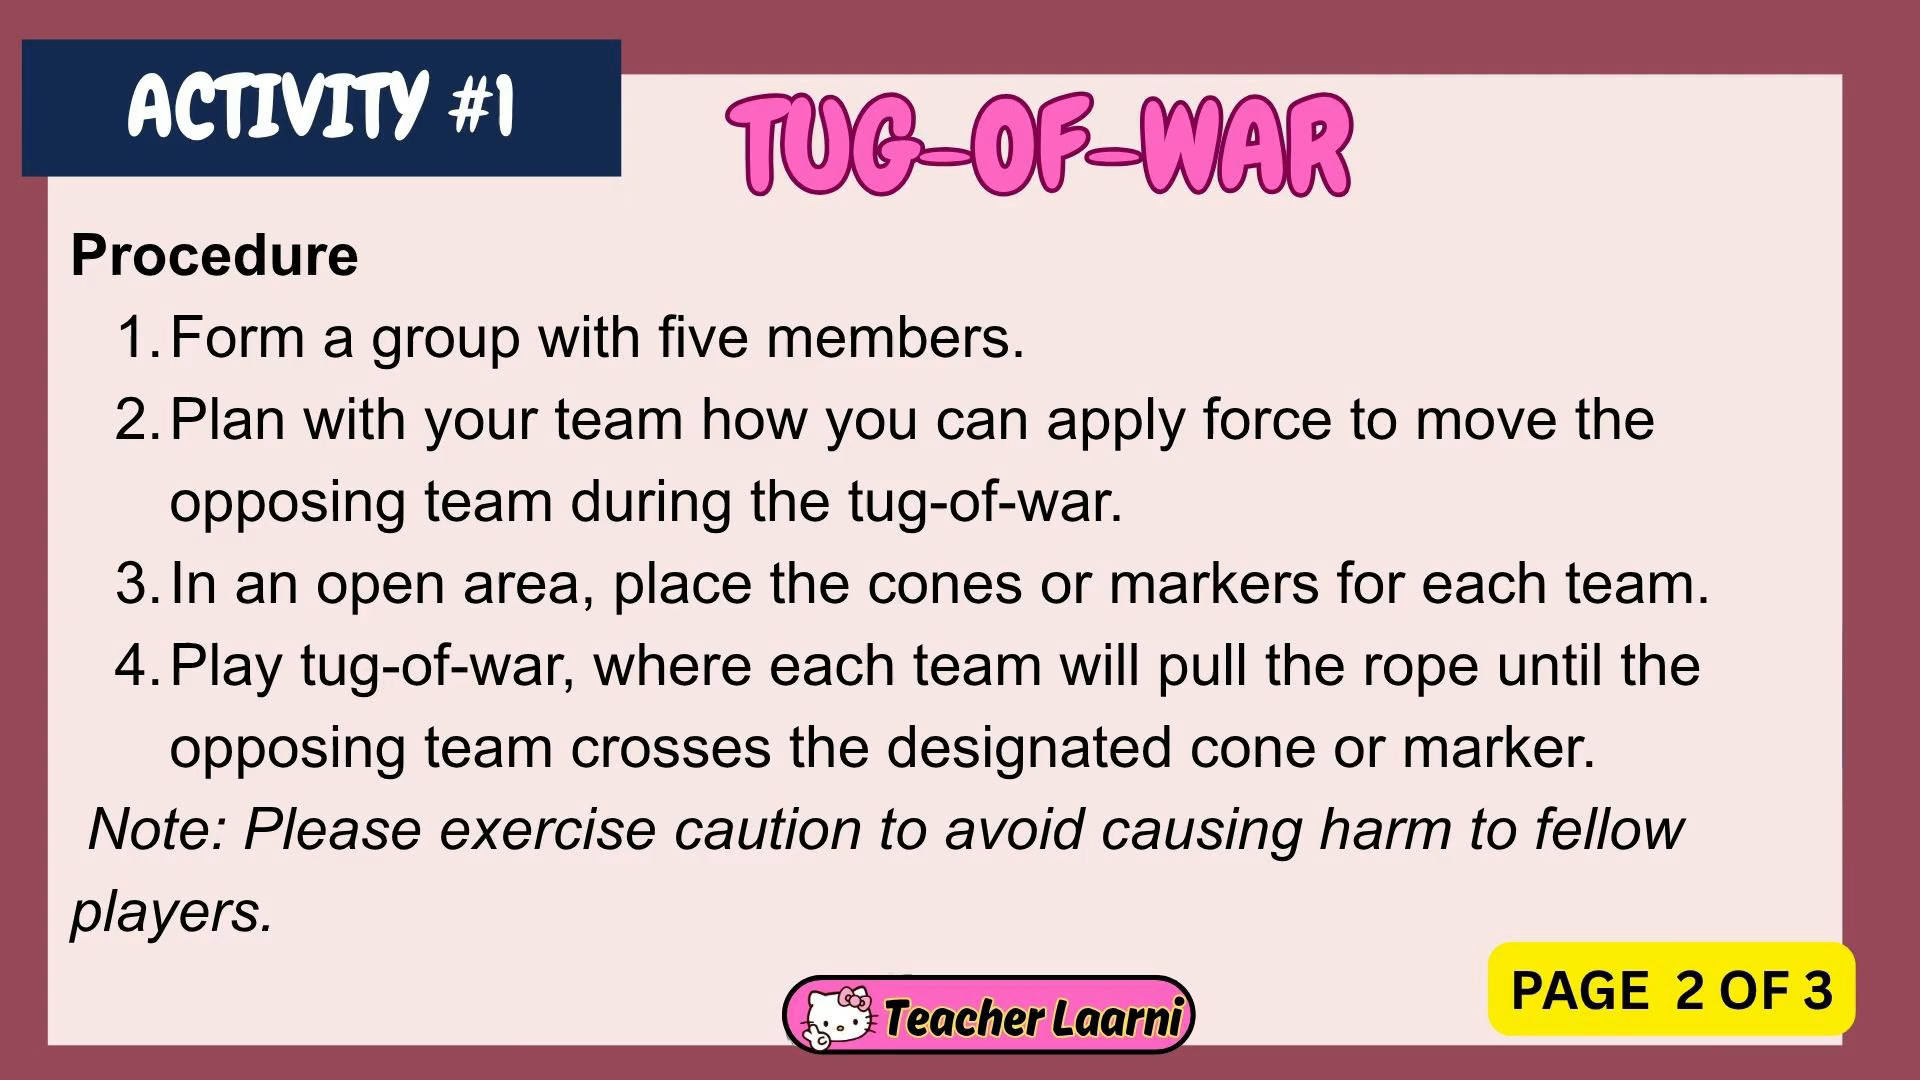 ACTIVITY #1
TUG-OF-WAR
Procedure
1. Form a group with five members.
2. Plan with your team how you can apply force to move the
opposing team during the tug-of-war.
3. In an open area, place the cones or markers for each team.
4. Play tug-of-war, where each team will pull the rope until the
opposing team crosses the designated cone or marker.
Note: Please exercise caution to avoid causing harm to fellow
players.
Teacher Laarni
PAGE 2 OF 3